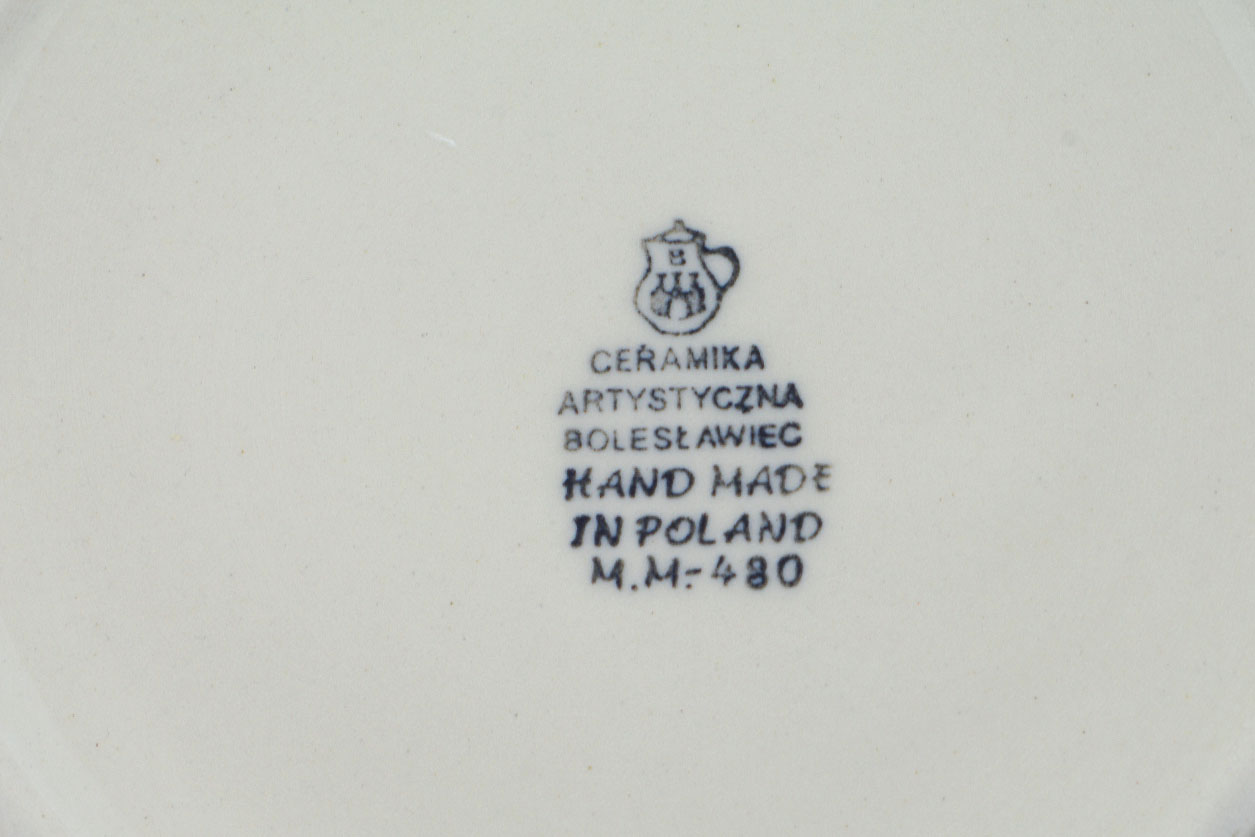 B
CERAMIKA
ARTYSTYCZNA
BOLESŁAWIEC
HAND MADE
IN POLAND
M.M.-480